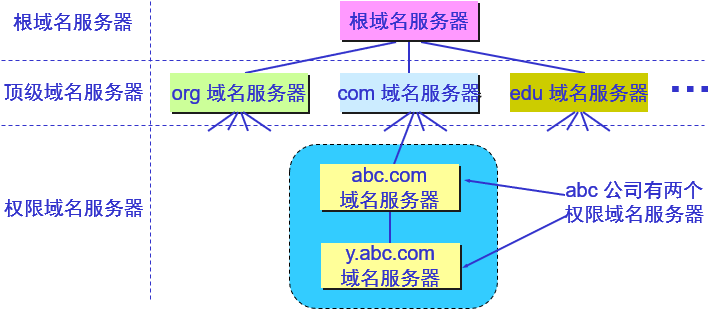 根域名服务器
根域名服务器
顶级域名服务器
org 域名服务器
com 域名服务器
edu 域名服务器
…
权限域名服务器
abc.com
域名服务器
y.abc.com
域名服务器
abc 公司有两个
权限域名服务器